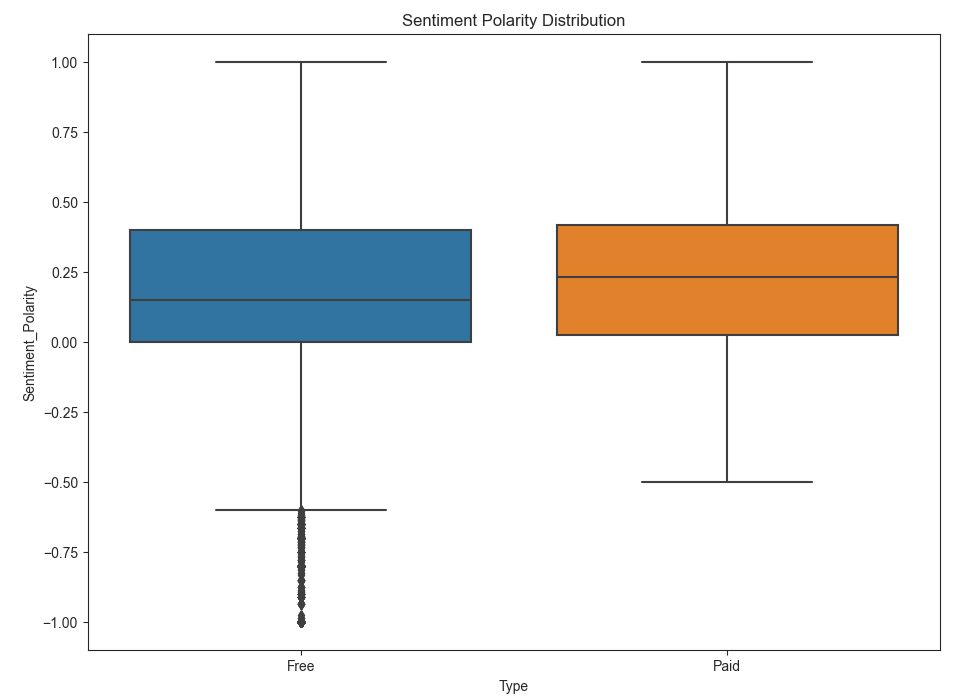 Sentiment Polarity Distribution
Sentiment_Polarity
1.00
0.75
0.50
0.25
0.00
−0.25
−0.50
−0.75
−1.00
Free Paid
Type